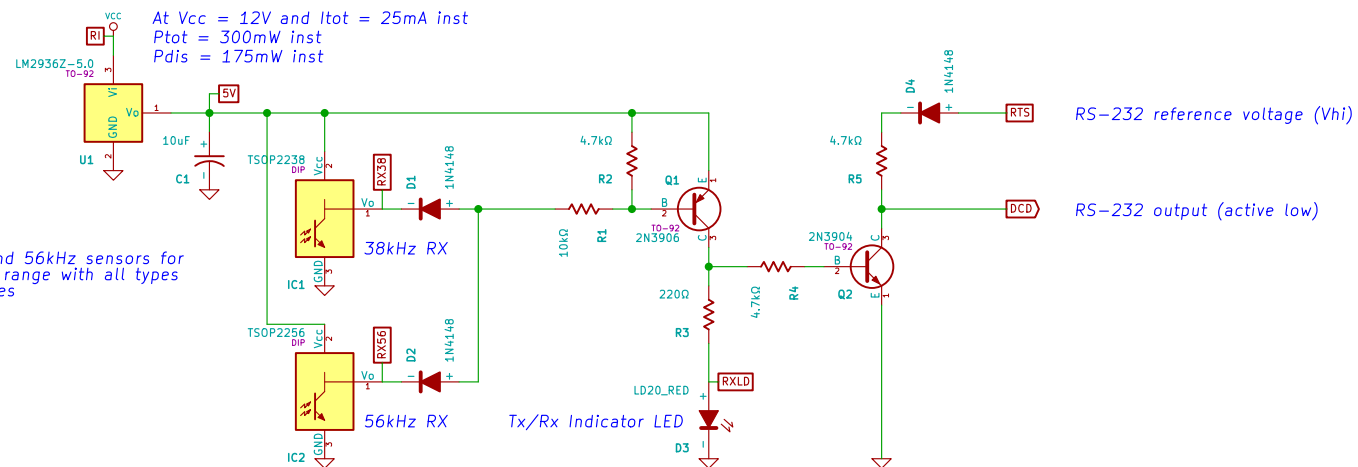 VCC
RI
At Vcc = 12V and Itot = 25mA inst
Ptot = 300mW inst
Pdis = 175mW inst
LM2936Z-5.0
TO-92
3
Vi
Vo
1
GND
2
U1
5V
10uF
+
-
C1
TSOP2238
DIP
Vcc
2
Vo
1
GND
3
IC1
RX38
D1
1N4148
-
+
38kHz RX
nd 56kHz sensors for
range with all types
es
TSOP2256
DIP
Vcc
2
Vo
1
GND
3
IC2
RX56
D2
1N4148
-
+
56kHz RX
10kΩ
R1
4.7kΩ
R2
Q1
E
1
B
2
TO-92
2N3906
C
3
220Ω
R3
4.7kΩ
R4
RXLD
LD20_RED
+
-
D3
Tx/Rx Indicator LED
D4
1N4148
-
+
RTS
RS-232 reference voltage (Vhi)
4.7kΩ
R5
DCD
RS-232 output (active low)
2N3904
TO-92
C
3
B
2
Q2
E
1